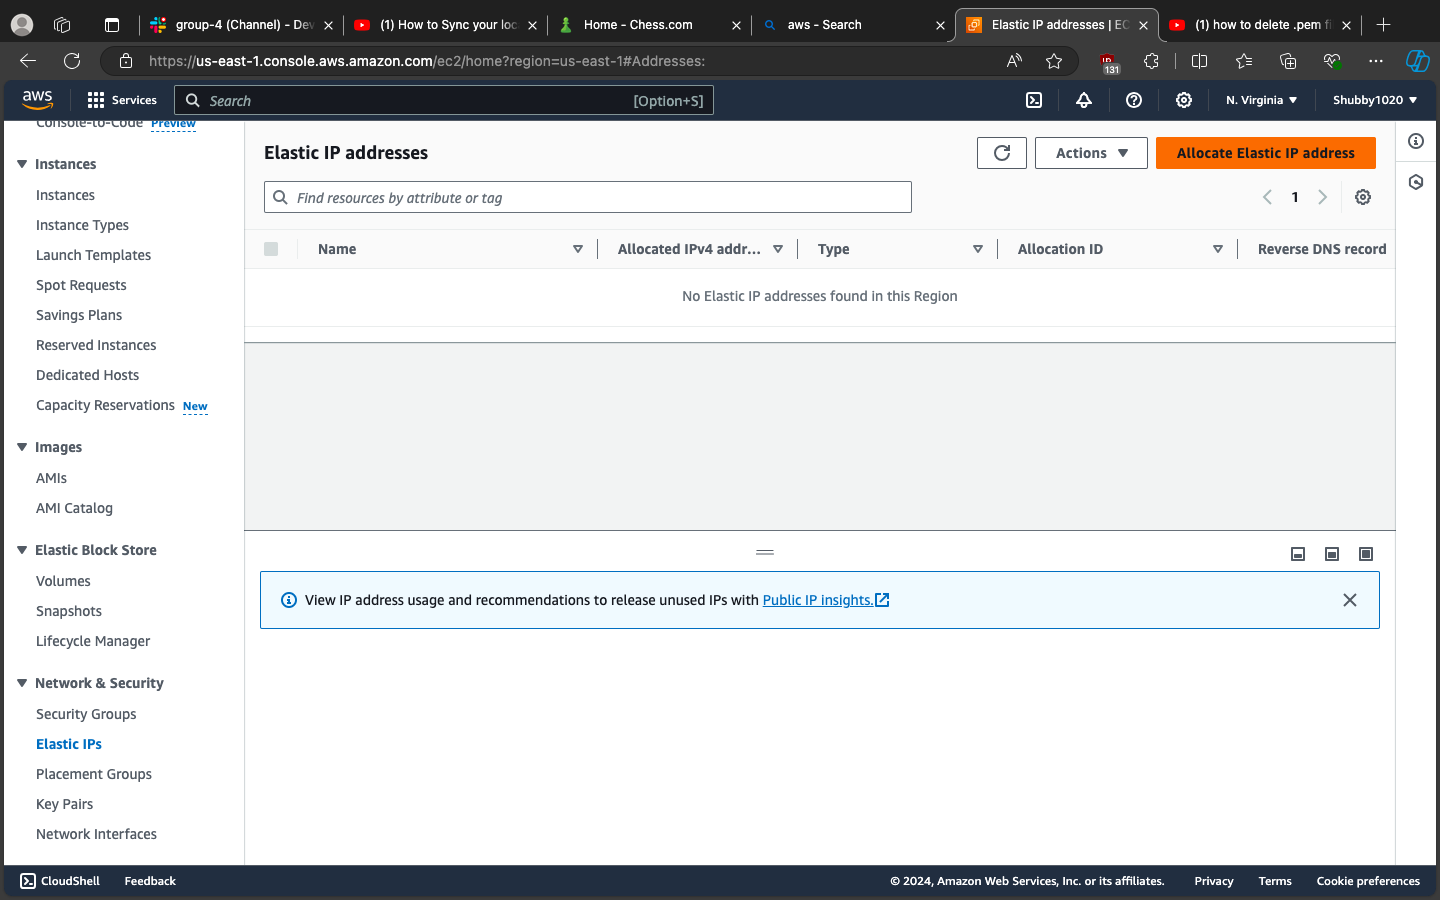 group-4 (Channel) - Dev
(1) How to Sync your loc
Home - Chess.com
aws - Search
Elastic IP addresses | EC
(1) how to delete .pem fi
https://us-east-1.console.aws.amazon.com/ec2/home?region=us-east-1#Addresses:
131
aws
Services
Search
[Option+S]
N. Virginia
Shubby1020
Console-to-Code Preview
Instances
Instances
Instance Types
Launch Templates
Spot Requests
Savings Plans
Reserved Instances
Dedicated Hosts
Capacity Reservations New
Images
AMIs
AMI Catalog
Elastic Block Store
Volumes
Snapshots
Lifecycle Manager
Network & Security
Security Groups
Elastic IPs
Placement Groups
Key Pairs
Network Interfaces
Elastic IP addresses
Actions
Allocate Elastic IP address
Find resources by attribute or tag
1
Name
Allocated IPv4 addr...
Type
Allocation ID
Reverse DNS record
No Elastic IP addresses found in this Region
View IP address usage and recommendations to release unused IPs with Public IP insights.
CloudShell
Feedback
© 2024, Amazon Web Services, Inc. or its affiliates.
Privacy
Terms
Cookie preferences